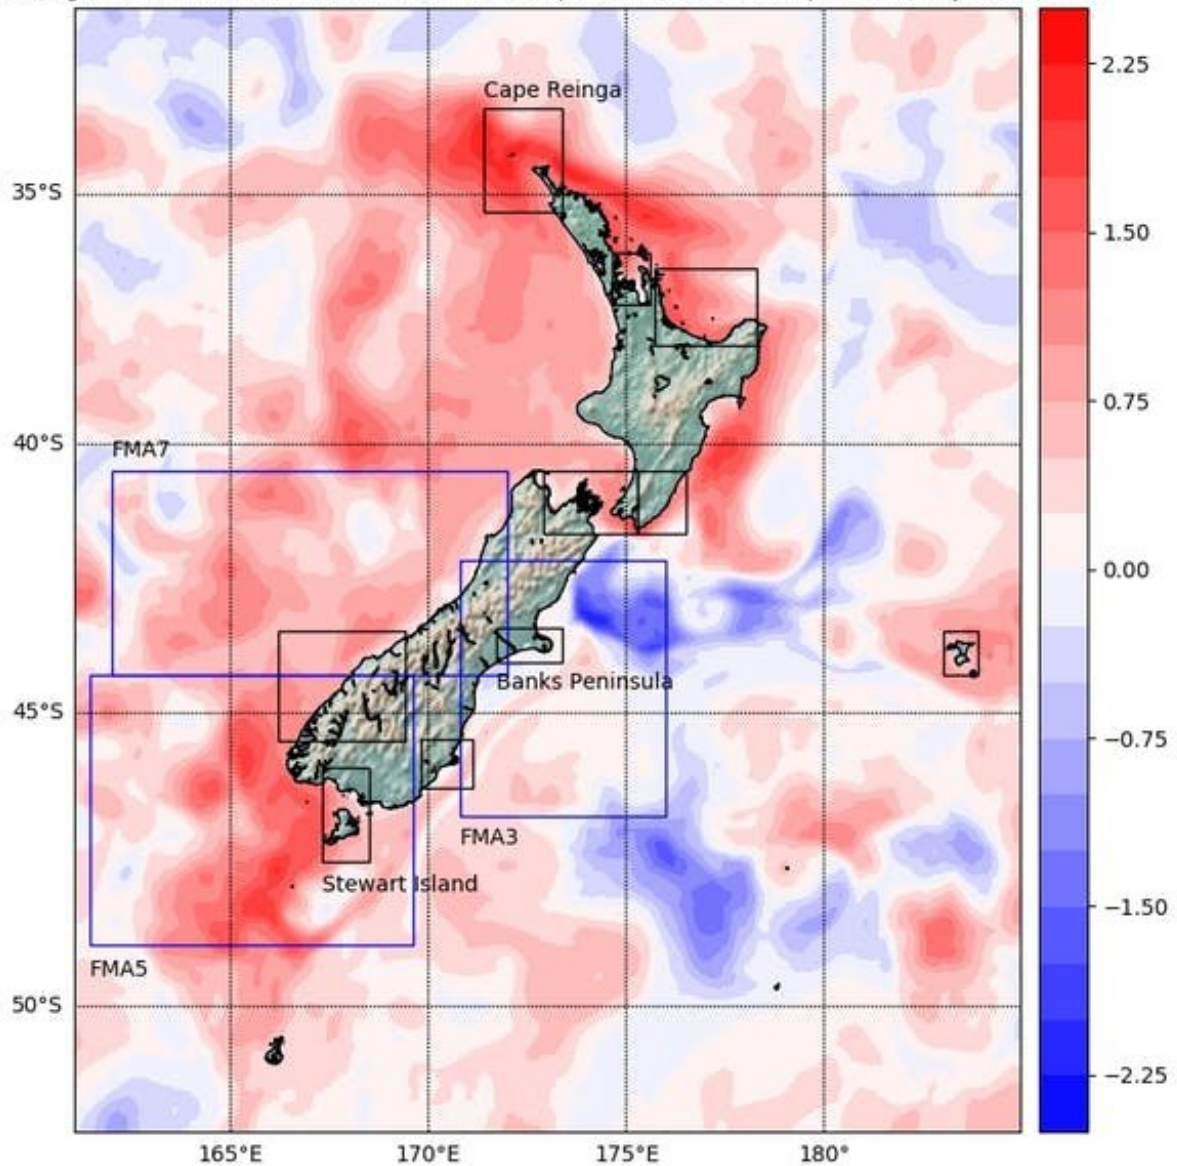 Cape Reinga
35°S
40°S
FMA7
Banks Peninsula
45°S
FMA3
Stewart Island
FMA5
50°S
165°E
170°E
175°E
180°
2.25
1.50
0.75
0.00
−0.75
−1.50
−2.25